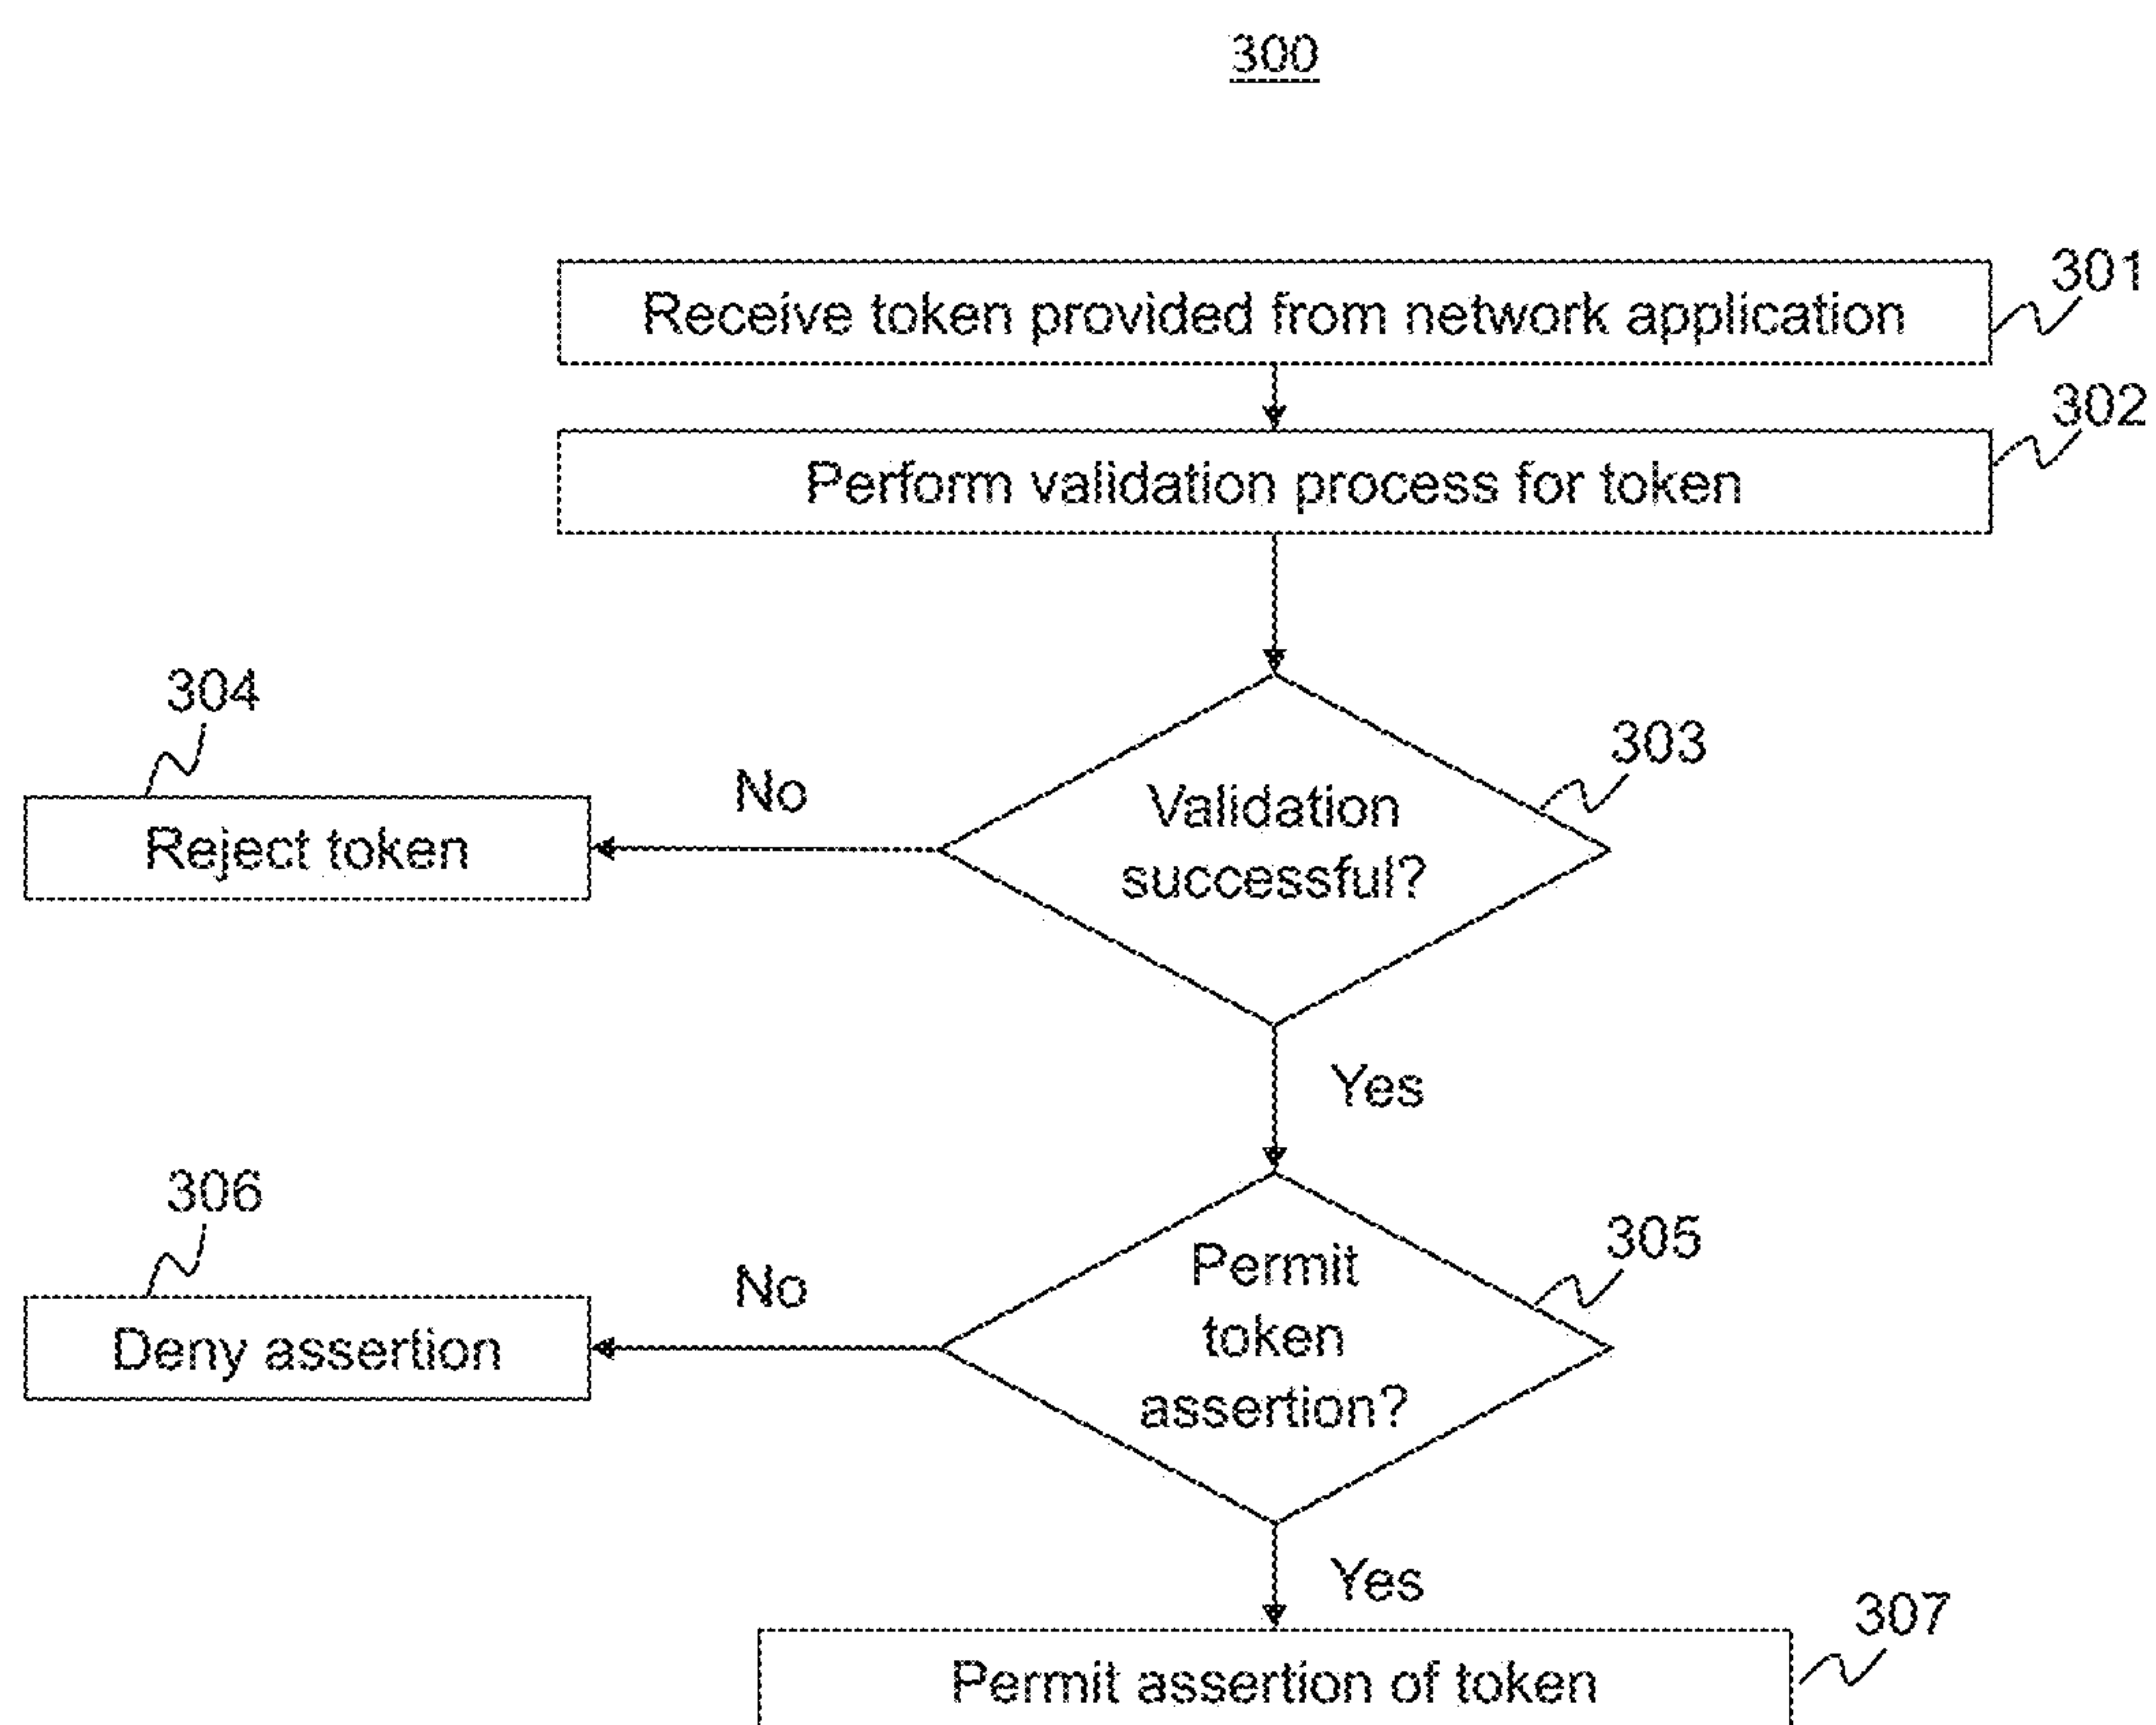 300
Receive token provided from network application
301
Perform validation process for token
302
Validation
successful?
303
No
Reject token
304
Yes
Permit
token
assertion?
305
No
Deny assertion
306
Yes
Permit assertion of token
307